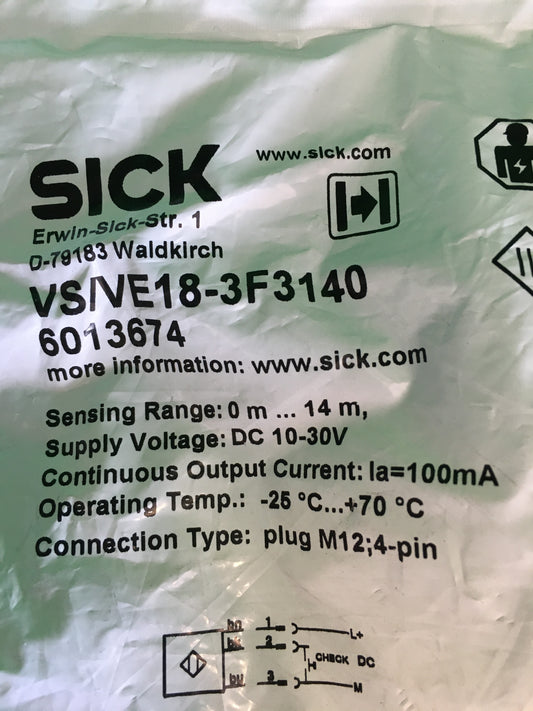 SICK
www.sick.com
Erwin-Sick-Str. 1
D-79183 Waldkirch
VS/VE18-3F3140
6013674
more information: www.sick.com
Sensing Range: 0 m ... 14 m,
Supply Voltage: DC 10-30V
Continuous Output Current: Ia=100mA
Operating Temp.: -25 °C...+70 °C
Connection Type: plug M12;4-pin
1 L+
2 CHECK DC
bu 3 M